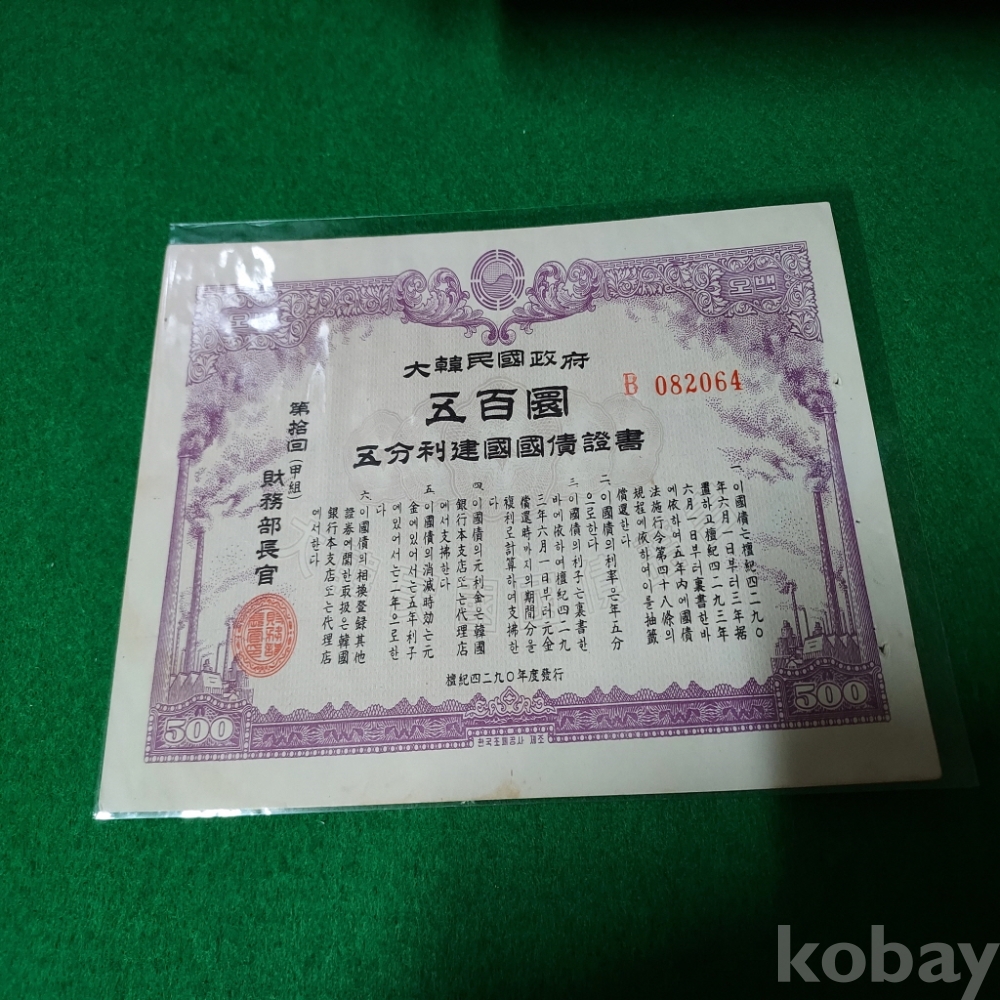 오백
大韓民國政府
B 082064
五百圜
五分利建國國債證書
一、이國債는檀紀四二九〇
年六月一日부터三年据
置하고檀紀四二九三年
六月一日부터裏書한바
에依하여五年內에國債
法施行令第四十八條의
規程에依하여이를抽籤
償還한다
二、이國債의利率은年五分
으로한다
三、이國債의利子는裏書한
바에依하여檀紀四二九
三年六月一日부터元金
償還時까지의期間分을
複利로計算하여支拂한
다
四、이國債의元利金은韓國
銀行本支店또는代理店
에서支拂한다
五、이國債의消滅時効는元
金에있어서는五年利子
에있어서는二年으로한
다
六、이國債의相換登錄其他
證券에關한取扱은韓國
銀行本支店또는代理店
에서한다
第拾回(甲組)
財務部長官
檀紀四二九〇年度發行
500
500
한국조폐공사 제조
kobay